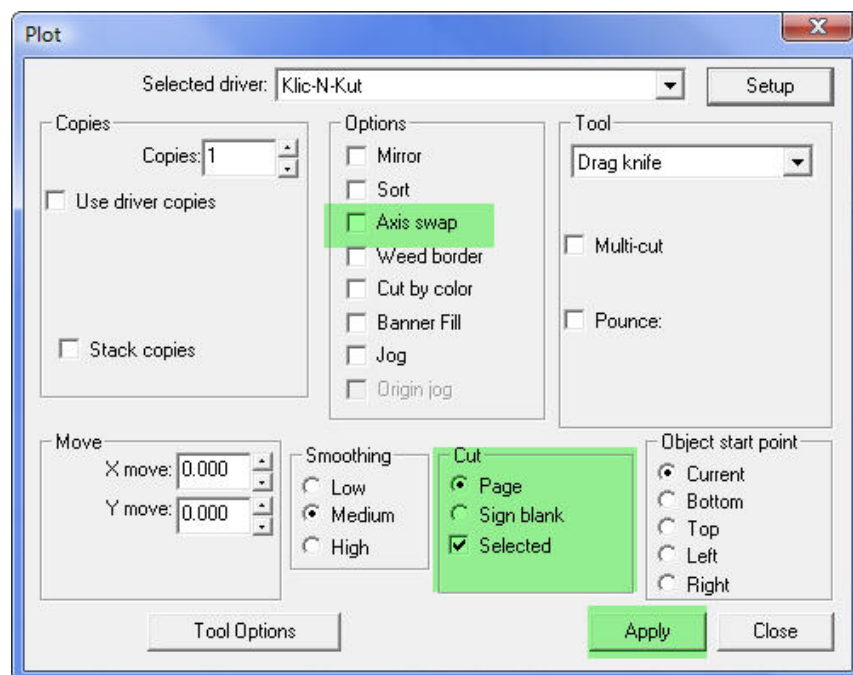 Plot
Selected driver: Klic-N-Kut
Setup
Copies
Copies: 1
Use driver copies
Stack copies
Options
Mirror
Sort
Axis swap
Weed border
Cut by color
Banner Fill
Jog
Origin jog
Tool
Drag knife
Multi-cut
Pounce:
Move
X move: 0.000
Y move: 0.000
Smoothing
Low
Medium
High
Cut
Page
Sign blank
Selected
Object start point
Current
Bottom
Top
Left
Right
Tool Options
Apply
Close